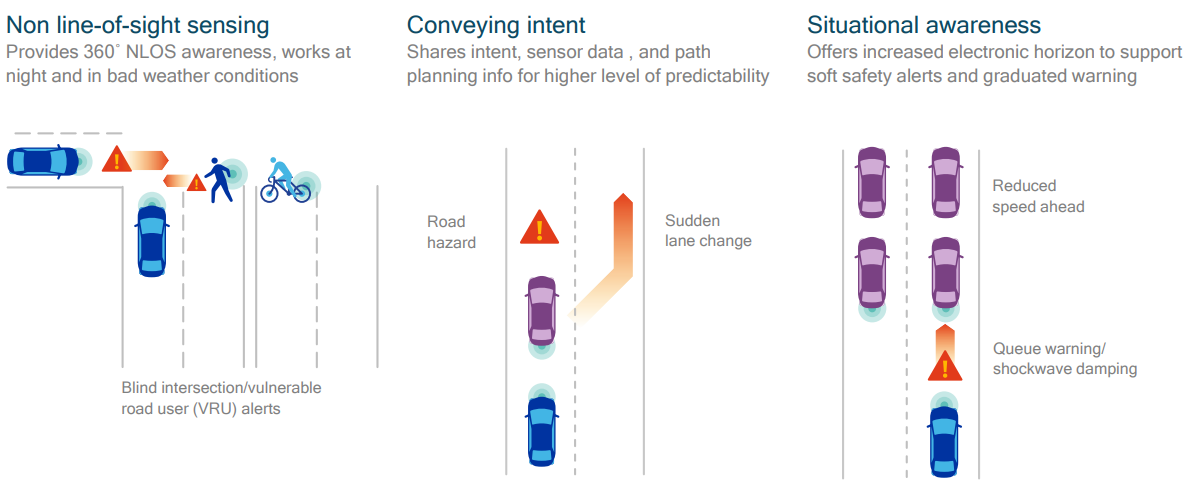 Non line-of-sight sensing
Provides 360° NLOS awareness, works at
night and in bad weather conditions
Blind intersection/vulnerable
road user (VRU) alerts
Conveying intent
Shares intent, sensor data , and path
planning info for higher level of predictability
Road
hazard
Sudden
lane change
Situational awareness
Offers increased electronic horizon to support
soft safety alerts and graduated warning
Reduced
speed ahead
Queue warning/
shockwave damping